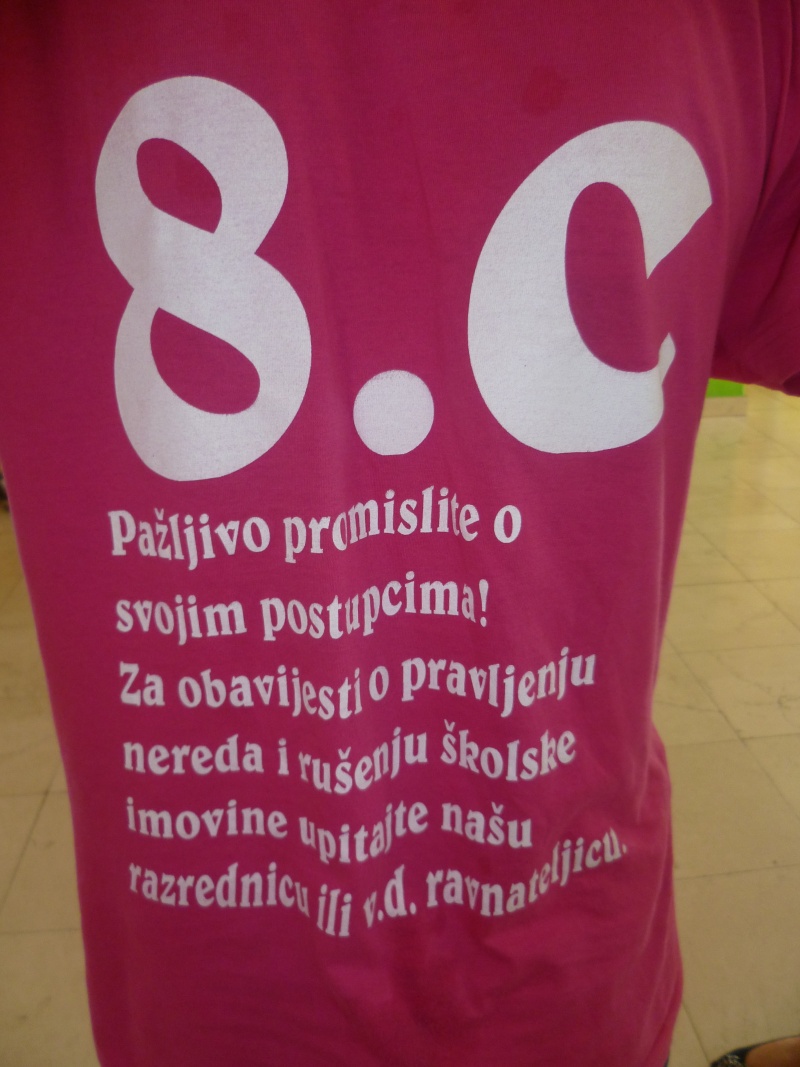 8.c
Pažljivo promislite o
svojim postupcima!
Za obavijesti o pravljenju
nereda i rušenju školske
imovine upitajte našu
razrednicu ili v.d. ravnateljicu.